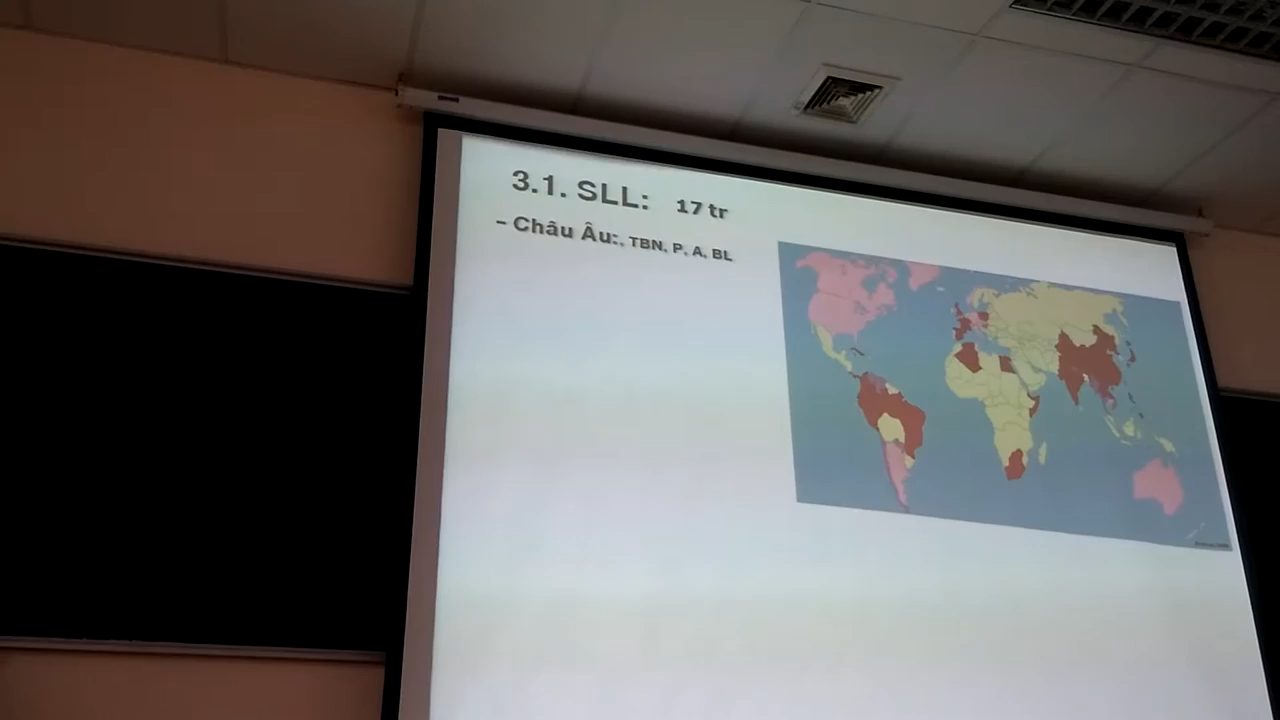 3.1. SLL: 17 tr
– Châu Âu:. TBN. P. A. BL